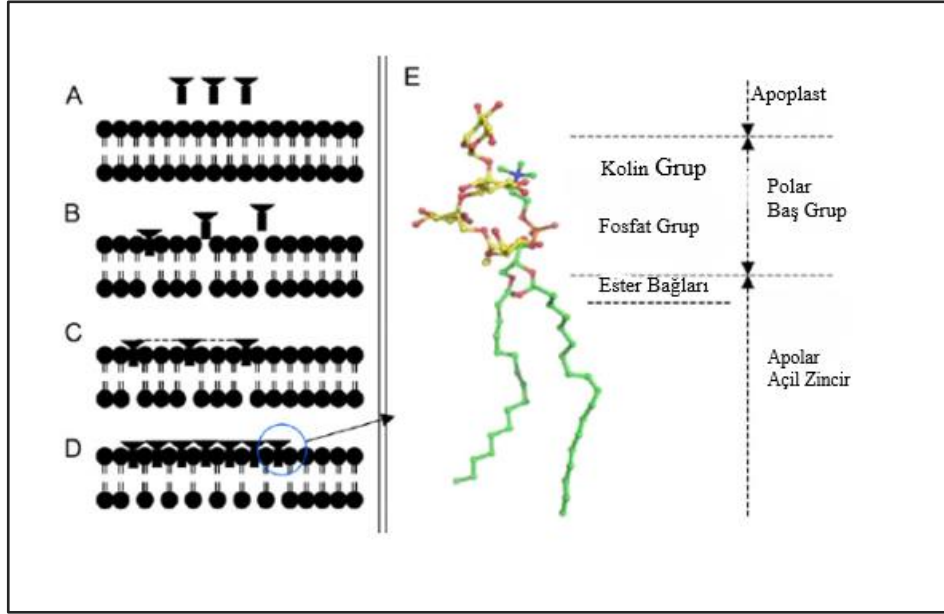 A
B
C
D
E
Apoplast
Kolin Grup
Polar
Baş Grup
Fosfat Grup
Ester Bağları
Apolar
Açil Zincir